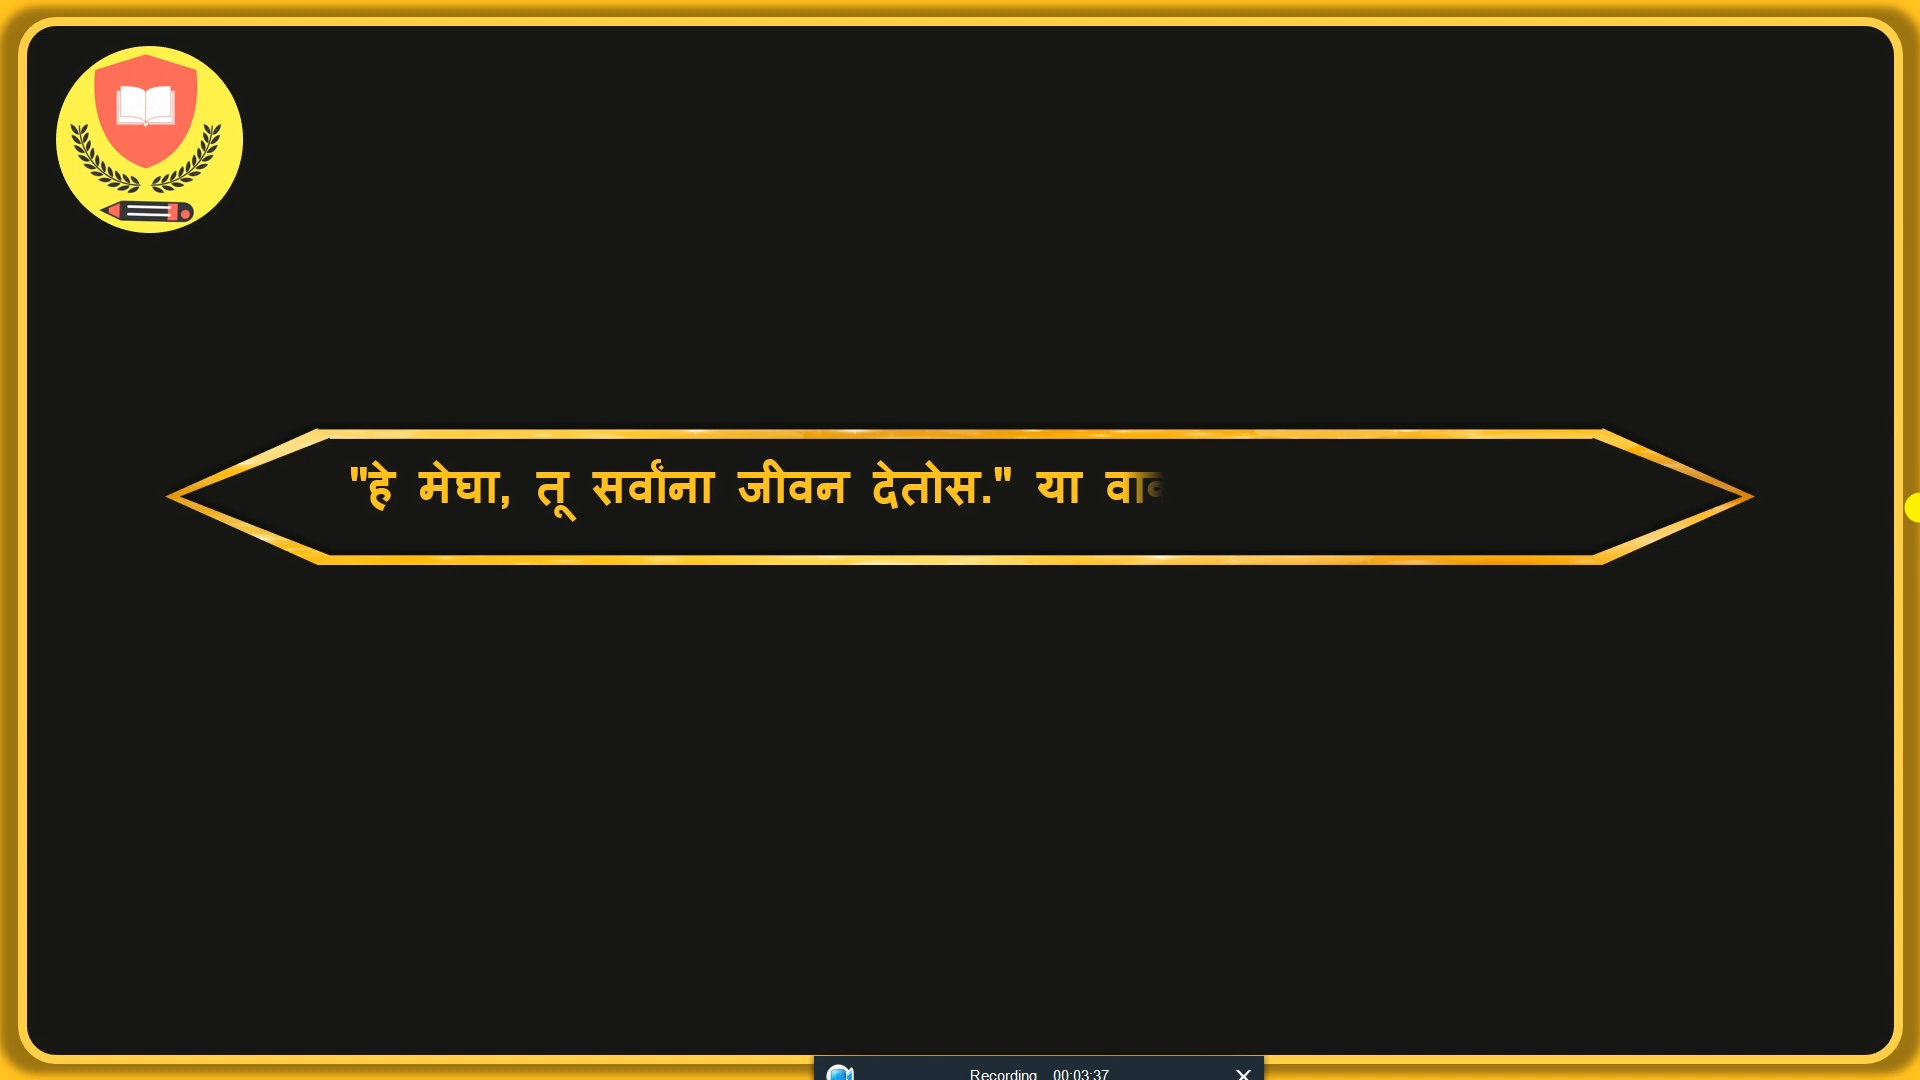 "हे मेघा, तू सर्वांना जीवन देतोस." या
Recording 00:03:37